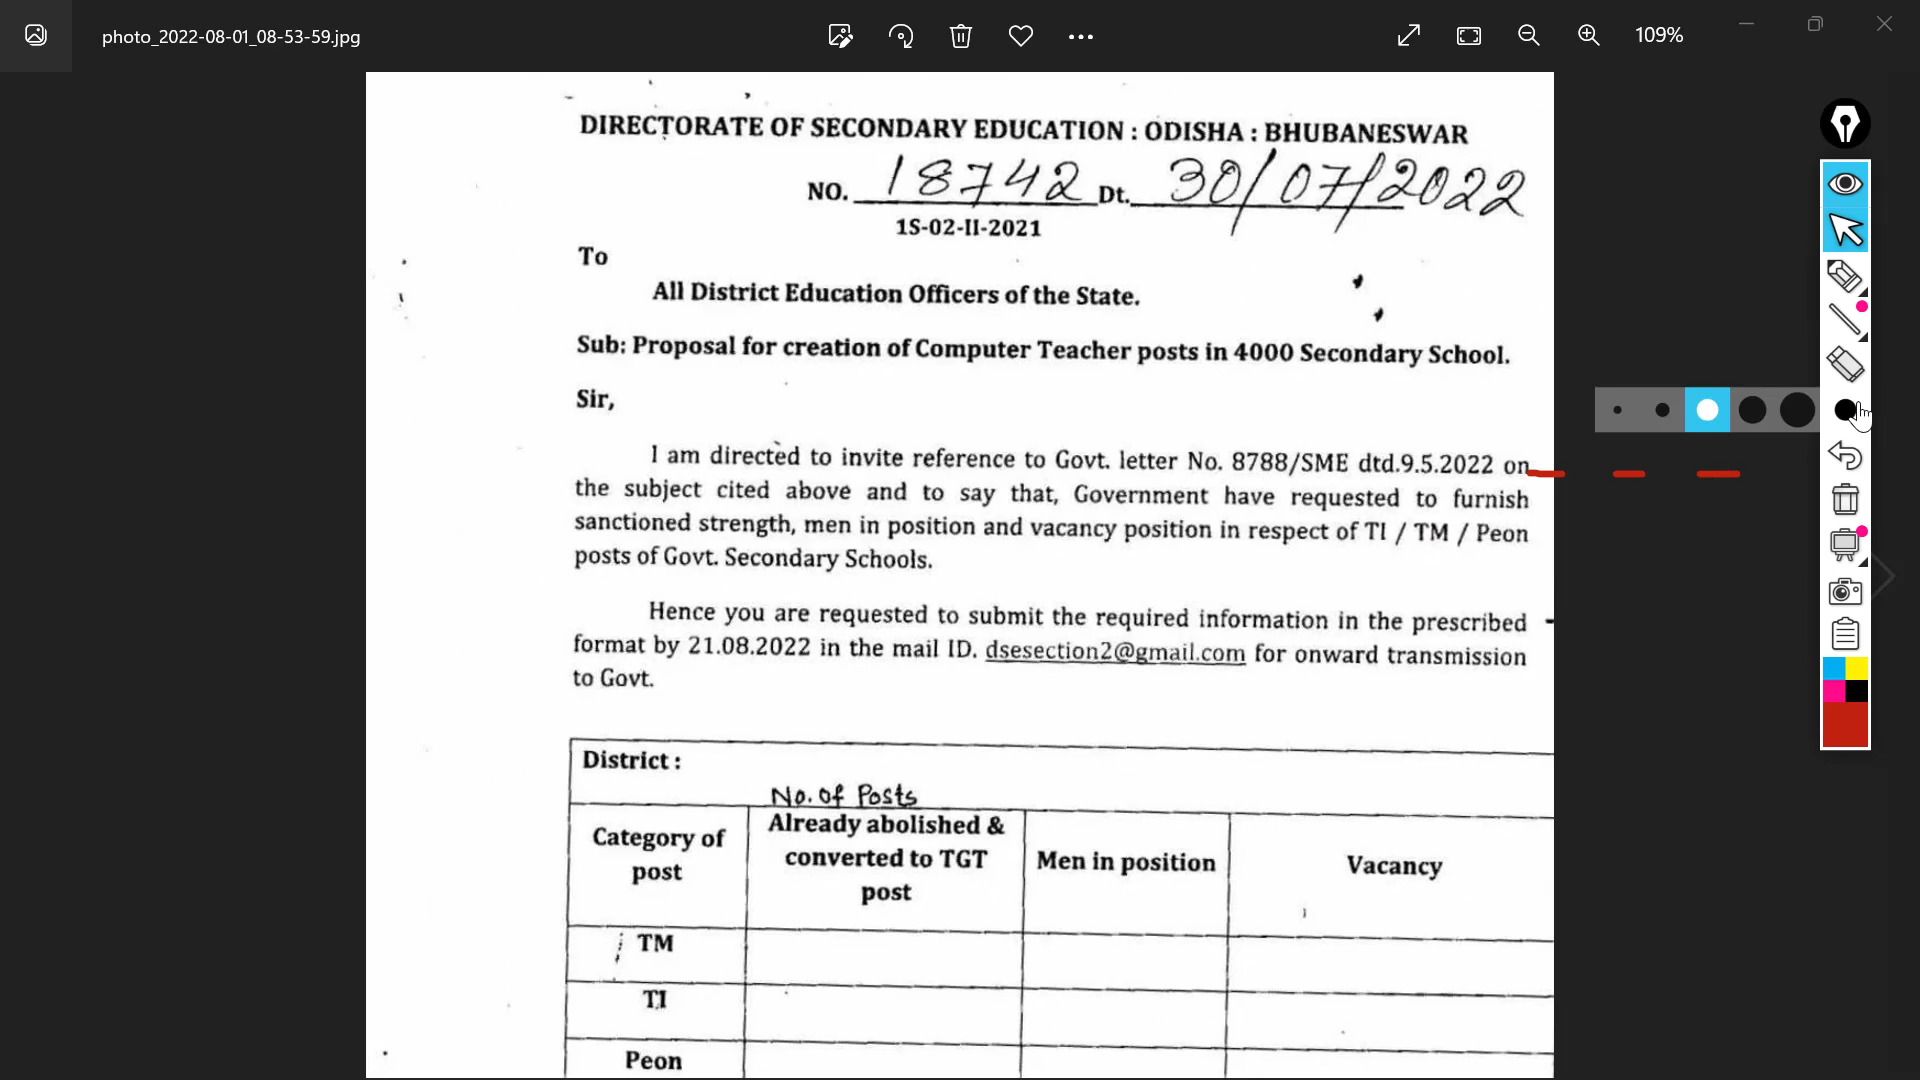 photo_2022-08-01_08-53-59.jpg
109%
DIRECTORATE OF SECONDARY EDUCATION : ODISHA : BHUBANESWAR
NO. 18742 Dt. 30/07/2022
1S-02-II-2021
To
All District Education Officers of the State.
Sub: Proposal for creation of Computer Teacher posts in 4000 Secondary School.
Sir,
I am directed to invite reference to Govt. letter No. 8788/SME dtd.9.5.2022 on
the subject cited above and to say that, Government have requested to furnish
sanctioned strength, men in position and vacancy position in respect of TI / TM / Peon
posts of Govt. Secondary Schools.
Hence you are requested to submit the required information in the prescribed
format by 21.08.2022 in the mail ID. dsesection2@gmail.com for onward transmission
to Govt.
District :
No. of Posts
Category of
post
Already abolished &
converted to TGT
post
Men in position
Vacancy
TM
TI
Peon